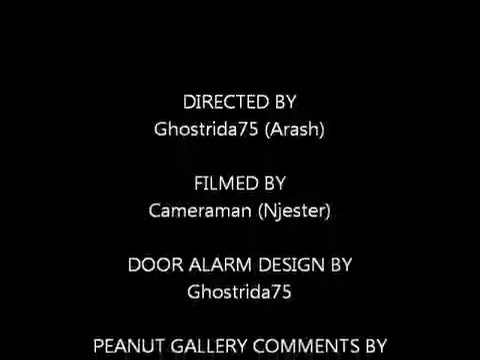 DIRECTED BY
Ghostrida75 (Arash)
FILMED BY
Cameraman (Njester)
DOOR ALARM DESIGN BY
Ghostrida75
PEANUT GALLERY COMMENTS BY